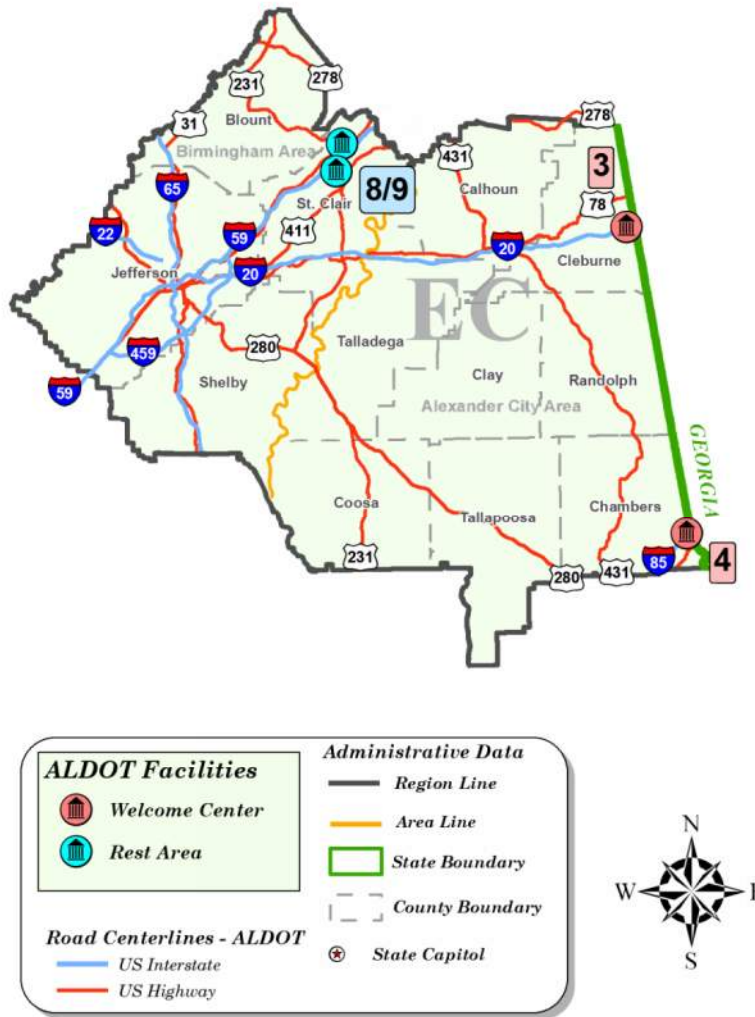 278
231
Blount
31
Birmingham Area
278
431
3
8/9
Calhoun
65
St. Clair
78
59
411
22
20
20
Jefferson
Cleburne
EC
459
280
Talladega
Clay
Randolph
59
Shelby
Alexander City Area
GEORGIA
Coosa
Tallapoosa
Chambers
231
280
431
85
4
ALDOT Facilities
Welcome Center
Rest Area
Road Centerlines - ALDOT
US Interstate
US Highway
Administrative Data
Region Line
Area Line
State Boundary
County Boundary
State Capitol
N
W
E
S